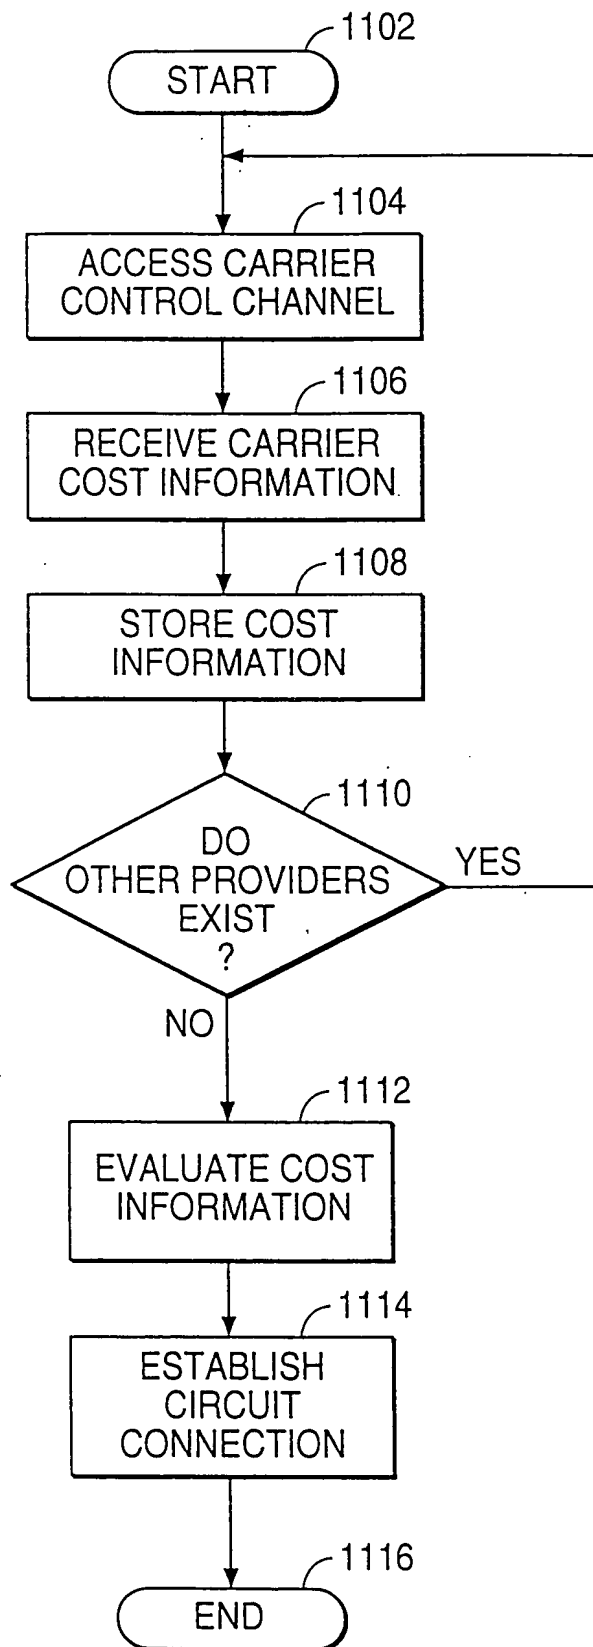 1102
START
1104
ACCESS CARRIER
CONTROL CHANNEL
1106
RECEIVE CARRIER
COST INFORMATION
1108
STORE COST
INFORMATION
1110
DO
OTHER PROVIDERS
EXIST
?
YES
NO
1112
EVALUATE COST
INFORMATION
1114
ESTABLISH
CIRCUIT
CONNECTION
1116
END